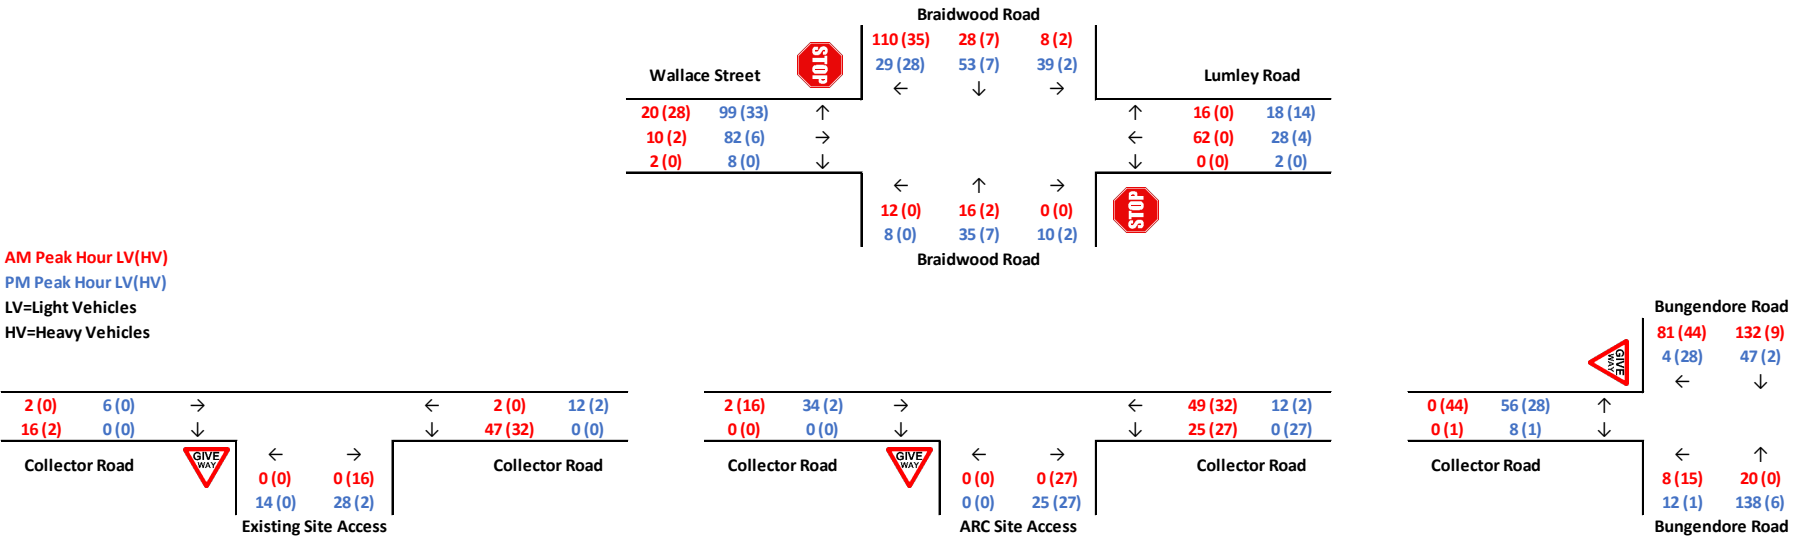 Braidwood Road
110 (35) 28 (7) 8 (2)
29 (28) 53 (7) 39 (2)
← ↓ →
STOP
Wallace Street
Lumley Road
20 (28) 99 (33) ↑
10 (2) 82 (6) →
2 (0) 8 (0) ↓
↑ 16 (0) 18 (14)
← 62 (0) 28 (4)
↓ 0 (0) 2 (0)
← ↑ →
12 (0) 16 (2) 0 (0)
8 (0) 35 (7) 10 (2)
STOP
Braidwood Road
AM Peak Hour LV(HV)
PM Peak Hour LV(HV)
LV=Light Vehicles
HV=Heavy Vehicles
2 (0) 6 (0) →
16 (2) 0 (0) ↓
← 2 (0) 12 (2)
↓ 47 (32) 0 (0)
Collector Road
GIVE
WAY
← →
0 (0) 0 (16)
14 (0) 28 (2)
Collector Road
Existing Site Access
2 (16) 34 (2) →
0 (0) 0 (0) ↓
← 49 (32) 12 (2)
↓ 25 (27) 0 (27)
Collector Road
GIVE
WAY
← →
0 (0) 0 (27)
0 (0) 25 (27)
Collector Road
ARC Site Access
Bungendore Road
81 (44) 132 (9)
4 (28) 47 (2)
← ↓
GIVE
WAY
0 (44) 56 (28) ↑
0 (1) 8 (1) ↓
Collector Road
← ↑
8 (15) 20 (0)
12 (1) 138 (6)
Bungendore Road